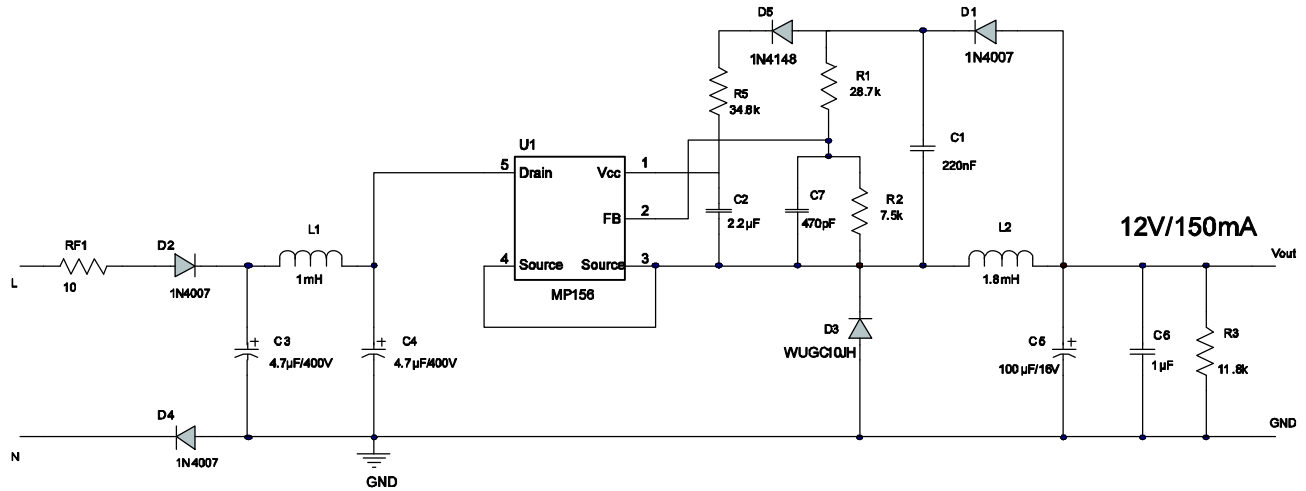 D5
1N4148
D1
1N4007
R5
34.8k
R1
28.7k
C1
220nF
U1
5
Drain
Vcc
1
FB
2
4
Source
Source
3
MP156
C2
2.2µF
C7
470pF
R2
7.5k
L2
1.8mH
12V/150mA
Vout
L
RF1
10
D2
1N4007
L1
1mH
C3
4.7µF/400V
C4
4.7µF/400V
D3
WUGC10JH
C5
100µF/16V
C6
1µF
R3
11.8k
N
D4
1N4007
GND
GND